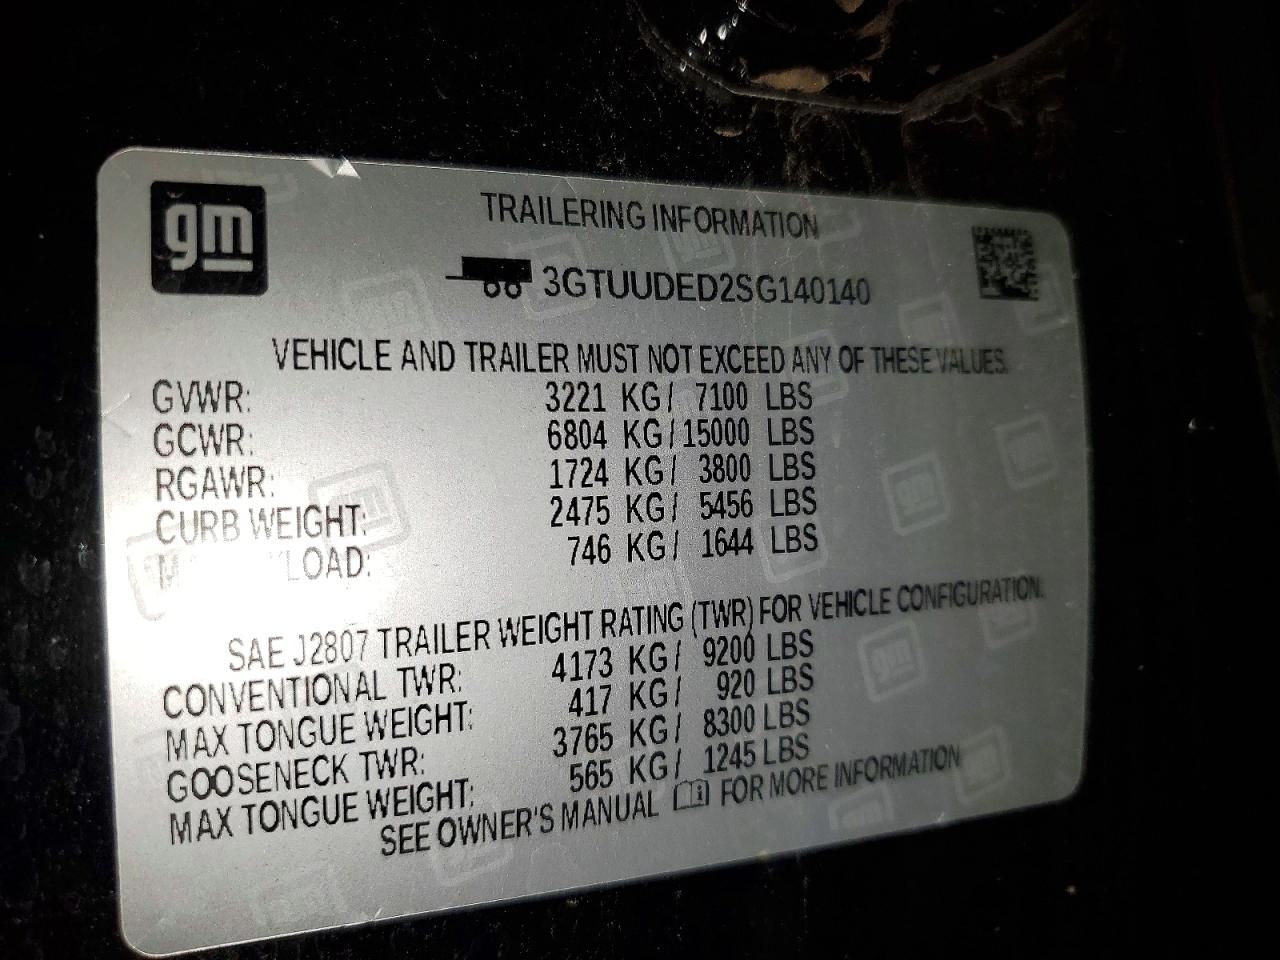 gm
TRAILERING INFORMATION
3GTUUDED2SG140140
VEHICLE AND TRAILER MUST NOT EXCEED ANY OF THESE VALUES.
GVWR: 3221 KG/ 7100 LBS
GCWR: 6804 KG/15000 LBS
RGAWR: 1724 KG/ 3800 LBS
CURB WEIGHT: 2475 KG/ 5456 LBS
LOAD: 746 KG/ 1644 LBS
SAE J2807 TRAILER WEIGHT RATING (TWR) FOR VEHICLE CONFIGURATION.
CONVENTIONAL TWR: 4173 KG/ 9200 LBS
MAX TONGUE WEIGHT: 417 KG/ 920 LBS
GOOSENECK TWR: 3765 KG/ 8300 LBS
MAX TONGUE WEIGHT: 565 KG/ 1245 LBS
SEE OWNER'S MANUAL FOR MORE INFORMATION